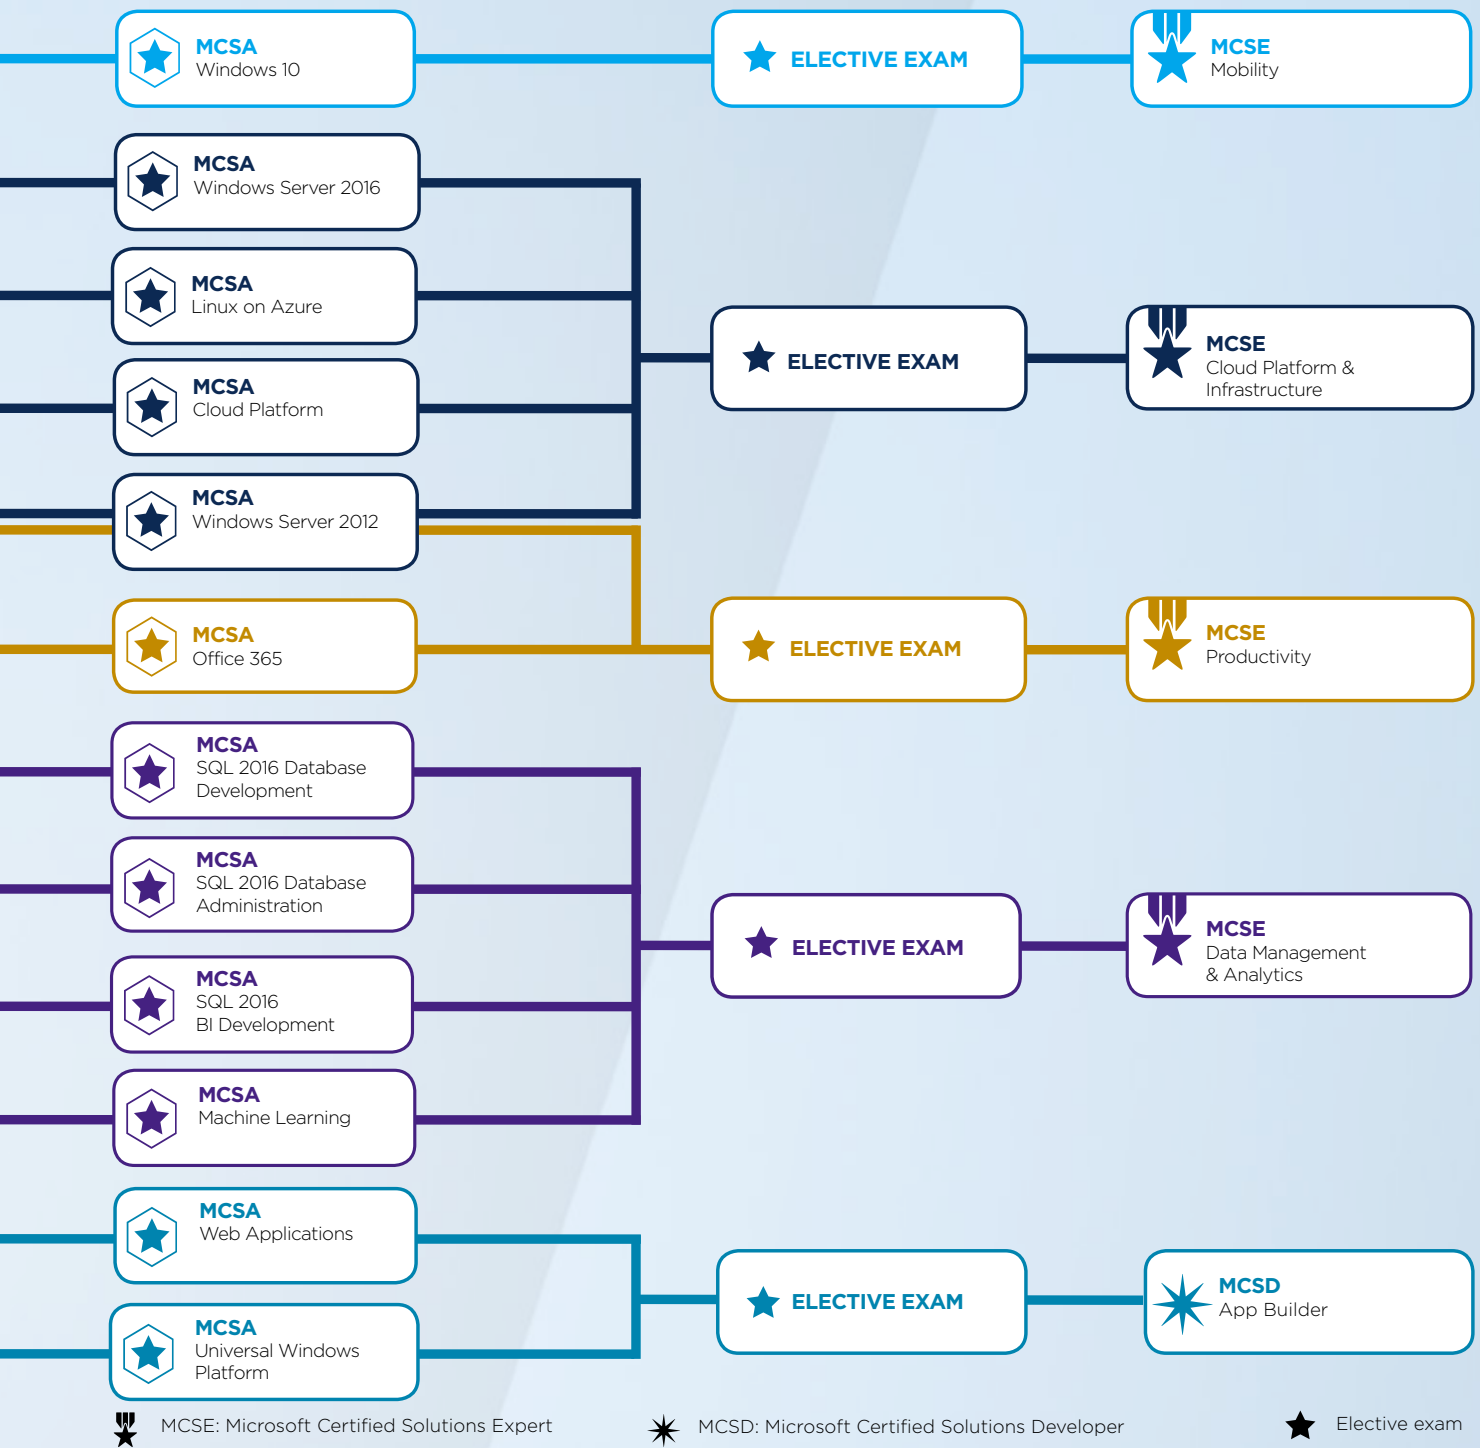 MCSA
Windows 10
ELECTIVE EXAM
MCSE
Mobility
MCSA
Windows Server 2016
MCSA
Linux on Azure
MCSA
Cloud Platform
MCSA
Windows Server 2012
ELECTIVE EXAM
MCSE
Cloud Platform &
Infrastructure
MCSA
Office 365
ELECTIVE EXAM
MCSE
Productivity
MCSA
SQL 2016 Database
Development
MCSA
SQL 2016 Database
Administration
MCSA
SQL 2016
BI Development
MCSA
Machine Learning
ELECTIVE EXAM
MCSE
Data Management
& Analytics
MCSA
Web Applications
MCSA
Universal Windows
Platform
ELECTIVE EXAM
MCSD
App Builder
MCSE: Microsoft Certified Solutions Expert
MCSD: Microsoft Certified Solutions Developer
Elective exam